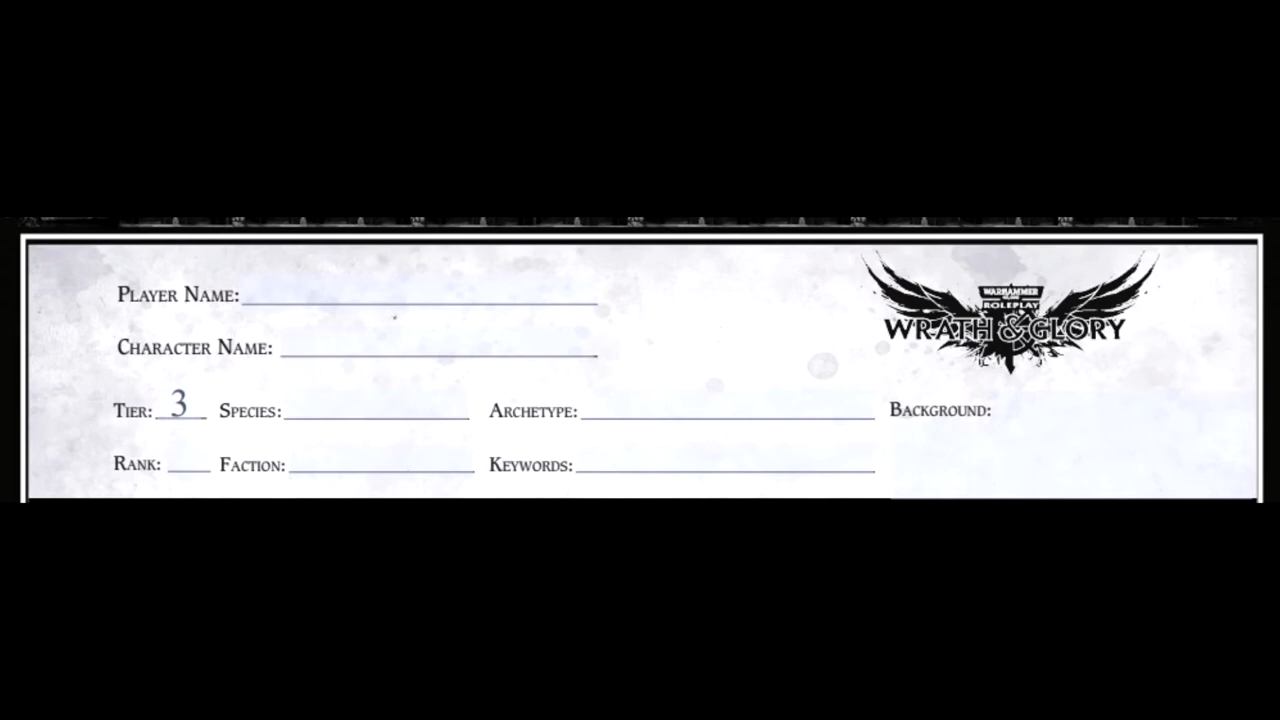 Player Name:
WARHAMMER
ROLEPLAY
WRATH & GLORY
Character Name:
Tier: 3 Species: Archetype: Background:
Rank: Faction: Keywords: